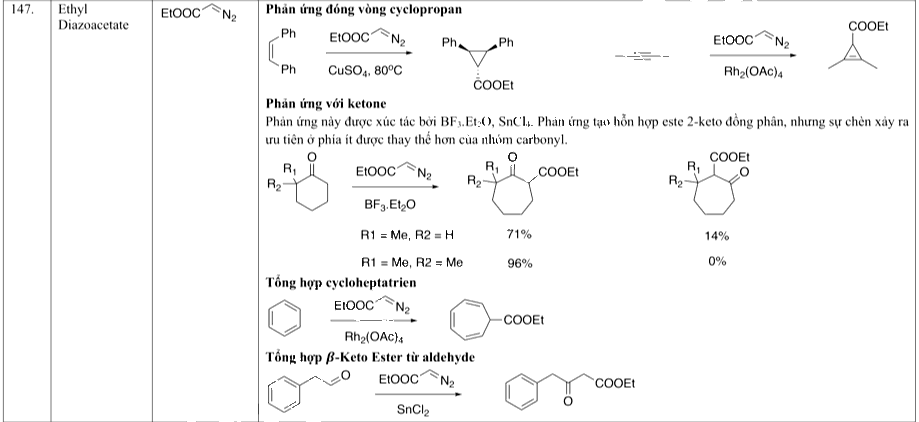 147.
Ethyl
Diazoacetate
EtOOC N₂
Phản ứng đóng vòng cyclopropan
Ph
Ph
EtOOC N₂
CuSO₄, 80°C
Ph Ph
COOEt
EtOOC N₂
Rh₂(OAc)₄
COOEt
Phản ứng với ketone
Phản ứng này được xúc tác bởi BF₃.Et₂O, SnCl₄. Phản ứng tạo hỗn hợp este 2-keto đồng phân, nhưng sự chèn xảy ra
ưu tiên ở phía ít được thay thế hơn của nhóm carbonyl.
R₁ O
R₂
EtOOC N₂
BF₃.Et₂O
R₁ O
R₂ COOEt
COOEt
R₁ O
R₂
R1 = Me, R2 = H 71% 14%
R1 = Me, R2 = Me 96% 0%
Tổng hợp cycloheptatrien
EtOOC N₂
Rh₂(OAc)₄
COOEt
Tổng hợp β-Keto Ester từ aldehyde
O
EtOOC N₂
SnCl₂
COOEt
O